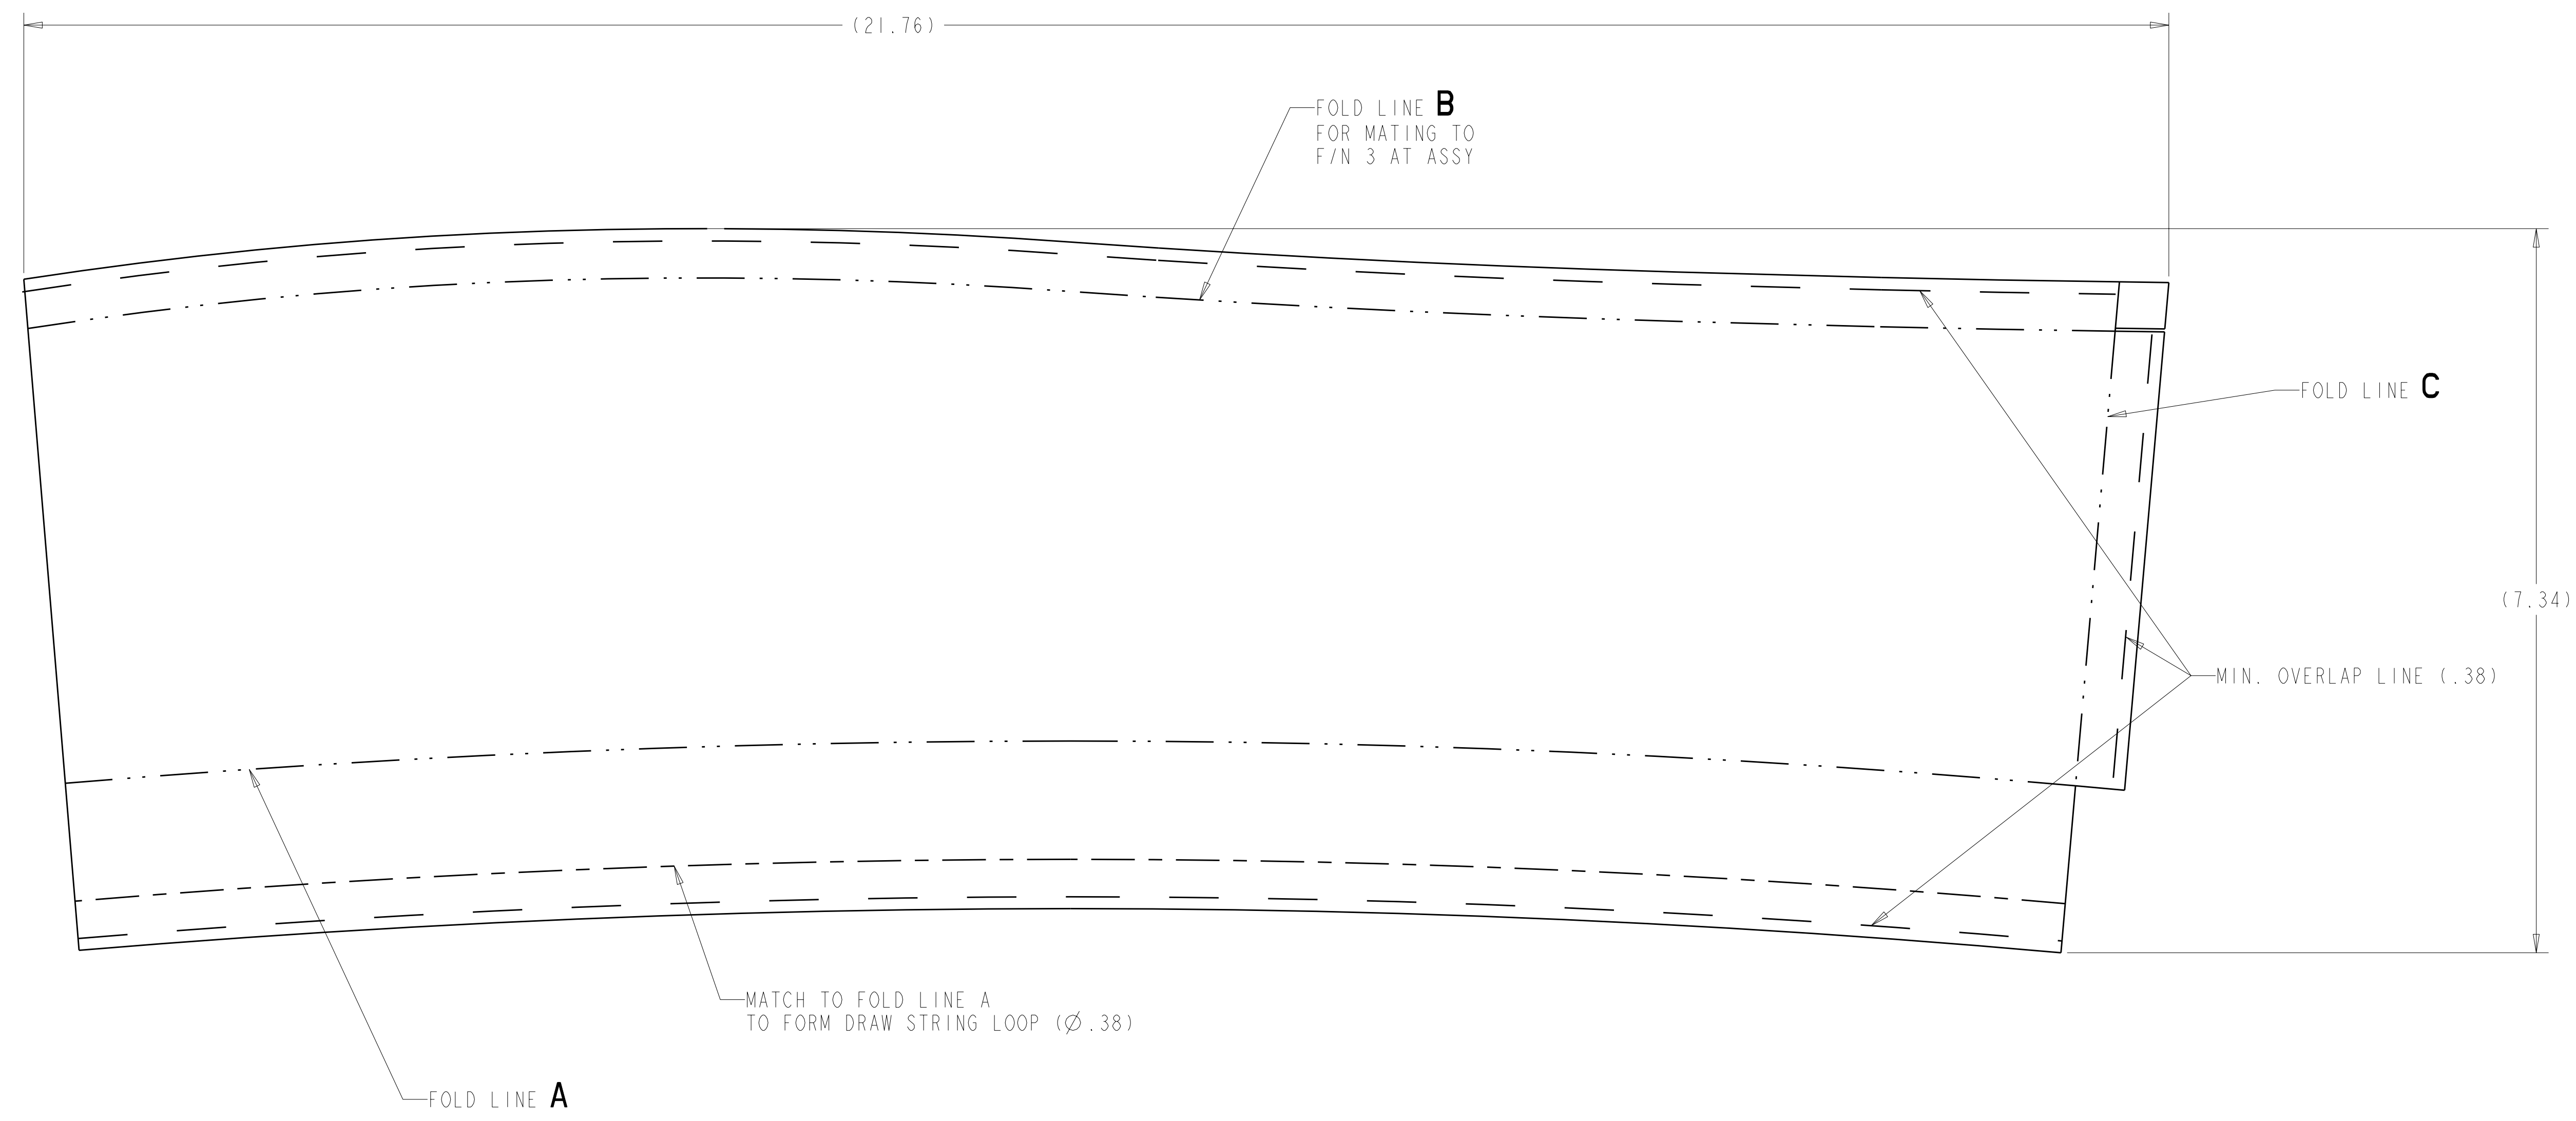 (21.76)
FOLD LINE B
FOR MATING TO
F/N 3 AT ASSY
FOLD LINE C
(7.34)
MIN. OVERLAP LINE (.38)
MATCH TO FOLD LINE A
TO FORM DRAW STRING LOOP (Ø.38)
FOLD LINE A